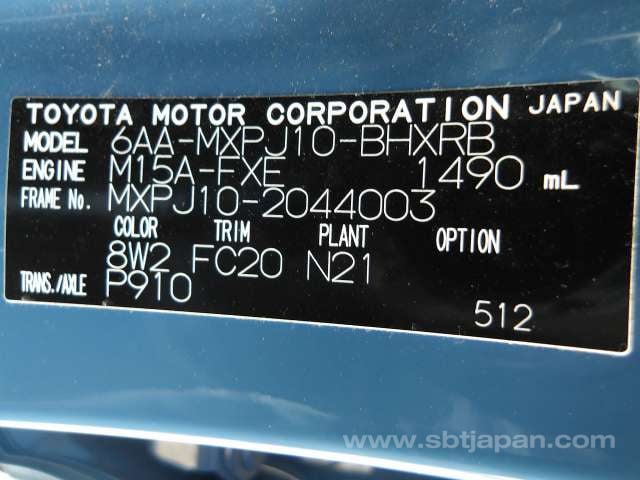 TOYOTA MOTOR CORPORATION JAPAN
MODEL 6AA-MXPJ10-BHXRB
ENGINE M15A-FXE 1490 mL
FRAME No. MXPJ10-2044003
COLOR TRIM PLANT OPTION
8W2 FC20 N21
TRANS./AXLE P910
512
www.sbtjapan.com